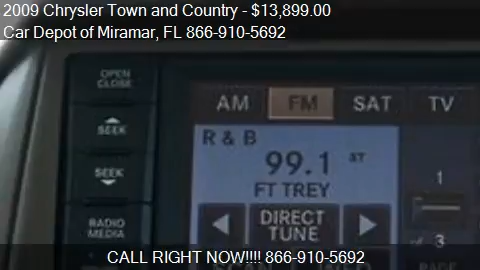 2009 Chrysler Town and Country - $13,899.00
Car Depot of Miramar, FL 866-910-5692
OPEN
CLOSE
AM FM SAT TV
SEEK
R & B
99.1 ST
FT TREY
SEEK
1
DIRECT
TUNE
RADIO
MEDIA
3
CALL RIGHT NOW!!!! 866-910-5692